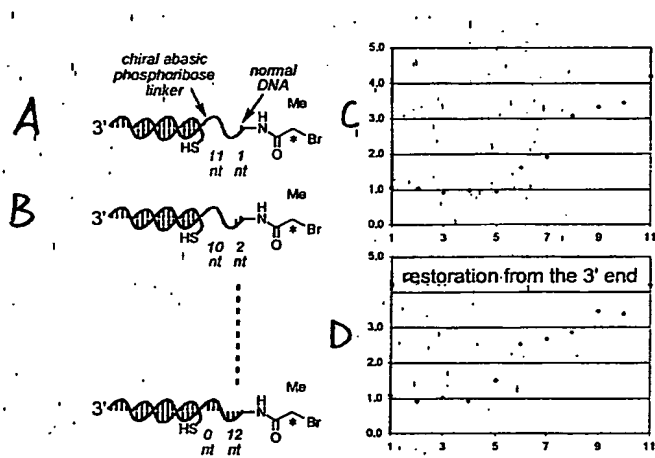 chiral abasic
phosphoribose
linker
normal
DNA
A
3'
HS
11
nt
1
nt
H
N
O
Me
*
Br
B
3'
HS
10
nt
2
nt
H
N
O
Me
*
Br
3'
HS
0
nt
12
nt
H
N
O
Me
*
Br
C
5.0
4.0
3.0
2.0
1.0
0.0
1 3 5 7 9 11
D
restoration from the 3' end
5.0
4.0
3.0
2.0
1.0
0.0
1 3 5 7 9 11